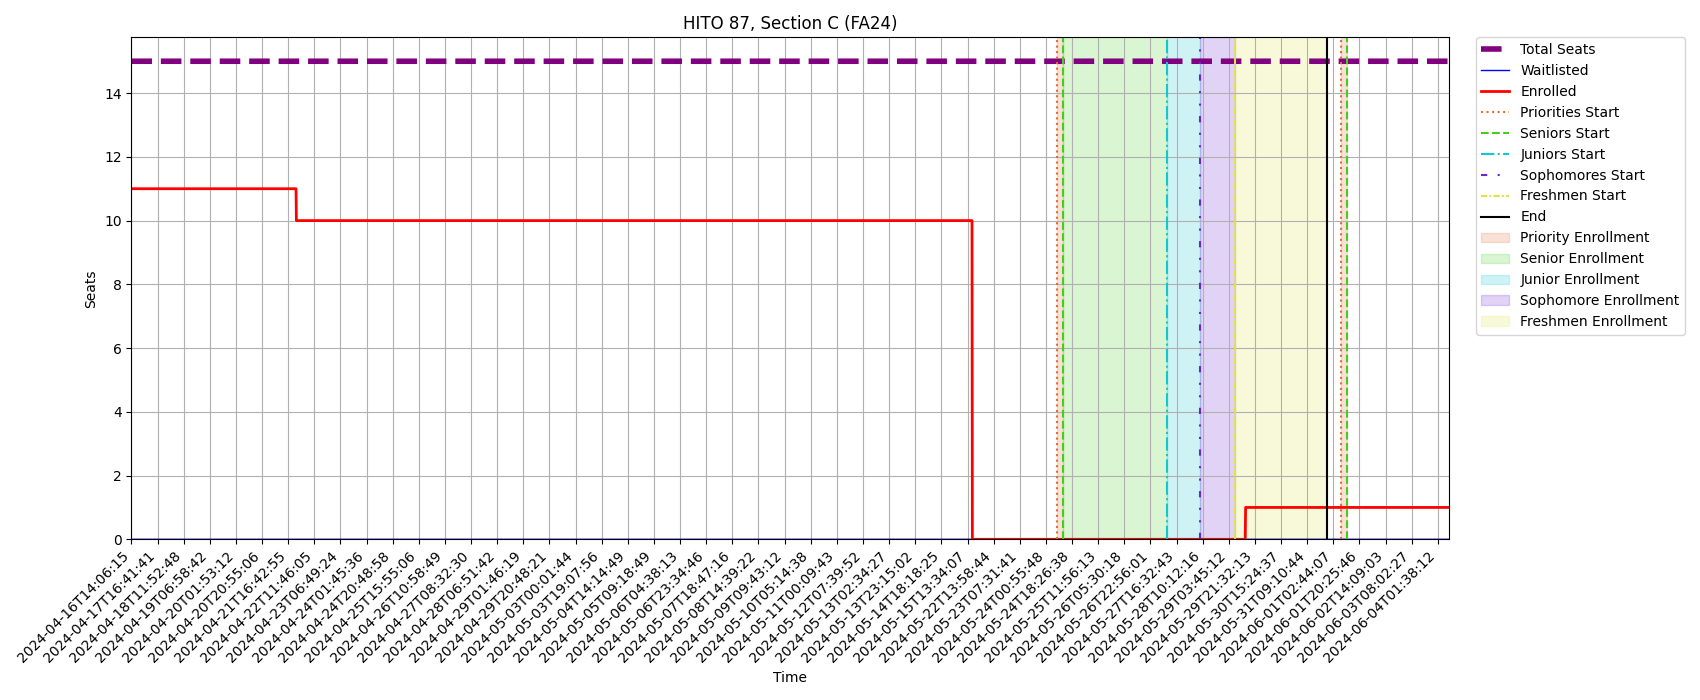 HITO 87, Section C (FA24)
Total Seats
Waitlisted
Enrolled
Priorities Start
Seniors Start
Juniors Start
Sophomores Start
Freshmen Start
End
Priority Enrollment
Senior Enrollment
Junior Enrollment
Sophomore Enrollment
Freshmen Enrollment
Seats
14
12
10
8
6
4
2
0
2024-04-16T14:06:15
2024-04-17T16:41:41
2024-04-18T11:52:48
2024-04-19T06:58:42
2024-04-20T01:53:12
2024-04-20T20:55:06
2024-04-21T16:42:55
2024-04-22T11:46:05
2024-04-23T06:49:24
2024-04-24T01:45:36
2024-04-24T20:48:58
2024-04-25T15:55:06
2024-04-26T10:58:49
2024-04-27T08:32:30
2024-04-28T06:51:42
2024-04-29T01:46:19
2024-04-29T20:48:21
2024-05-03T00:01:44
2024-05-03T19:07:56
2024-05-04T14:14:49
2024-05-05T09:18:49
2024-05-06T04:38:13
2024-05-06T23:34:46
2024-05-07T18:47:16
2024-05-08T14:39:22
2024-05-09T09:43:12
2024-05-10T05:14:38
2024-05-11T00:09:43
2024-05-12T07:39:52
2024-05-13T02:34:27
2024-05-13T23:15:02
2024-05-14T18:18:25
2024-05-15T13:34:07
2024-05-22T13:58:44
2024-05-23T07:31:41
2024-05-24T00:55:48
2024-05-24T18:26:38
2024-05-25T11:56:13
2024-05-26T05:30:18
2024-05-26T22:56:01
2024-05-27T16:32:43
2024-05-28T10:12:16
2024-05-29T03:45:12
2024-05-29T21:32:13
2024-05-30T15:24:37
2024-05-31T09:10:44
2024-06-01T02:44:07
2024-06-01T20:25:46
2024-06-02T14:09:03
2024-06-03T08:02:27
2024-06-04T01:38:12
Time